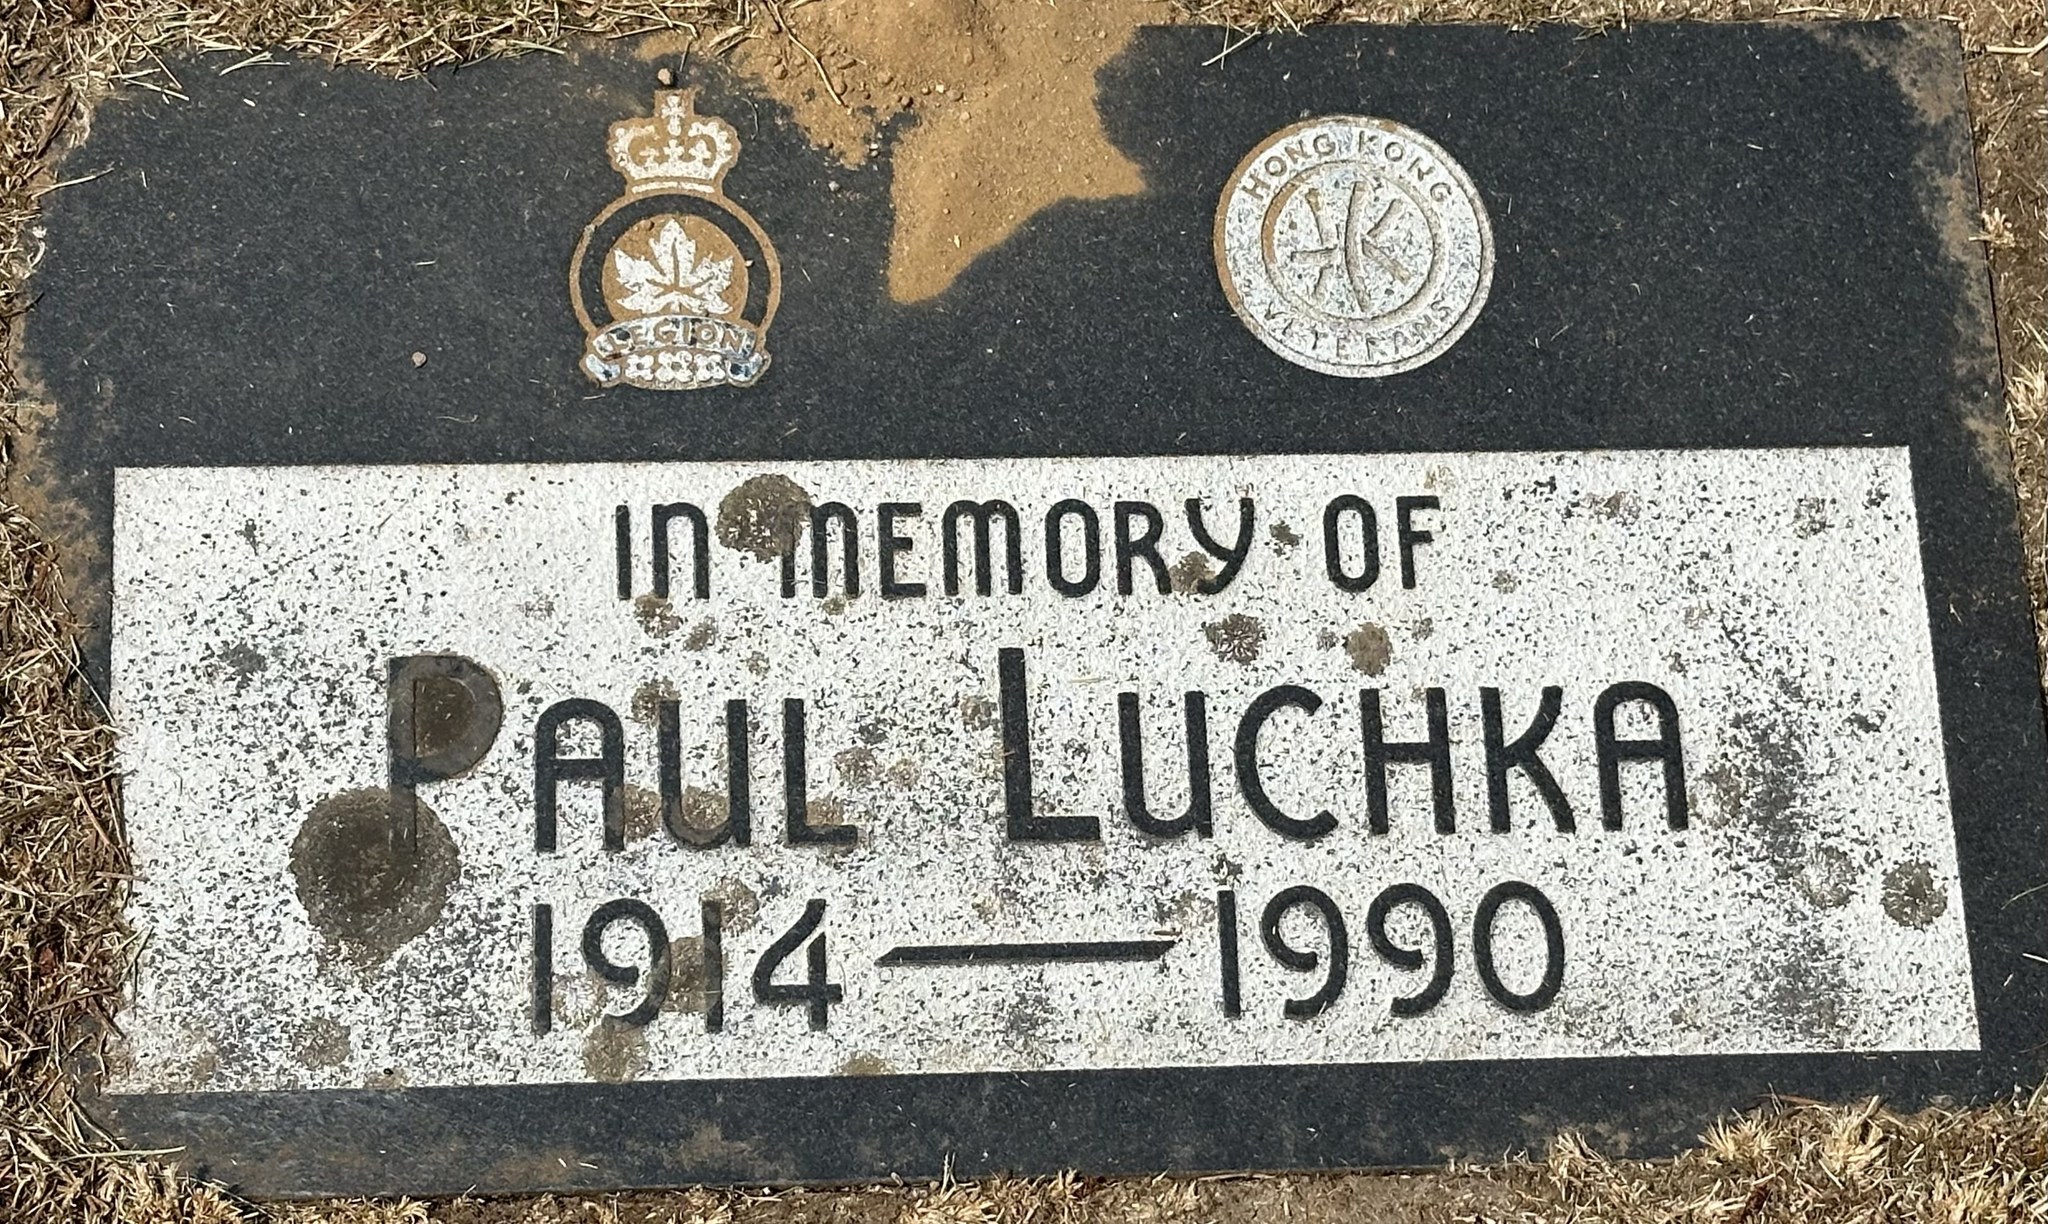 LEGION
HONG KONG
HK
VETERANS
IN MEMORY OF
PAUL LUCHKA
1914 — 1990